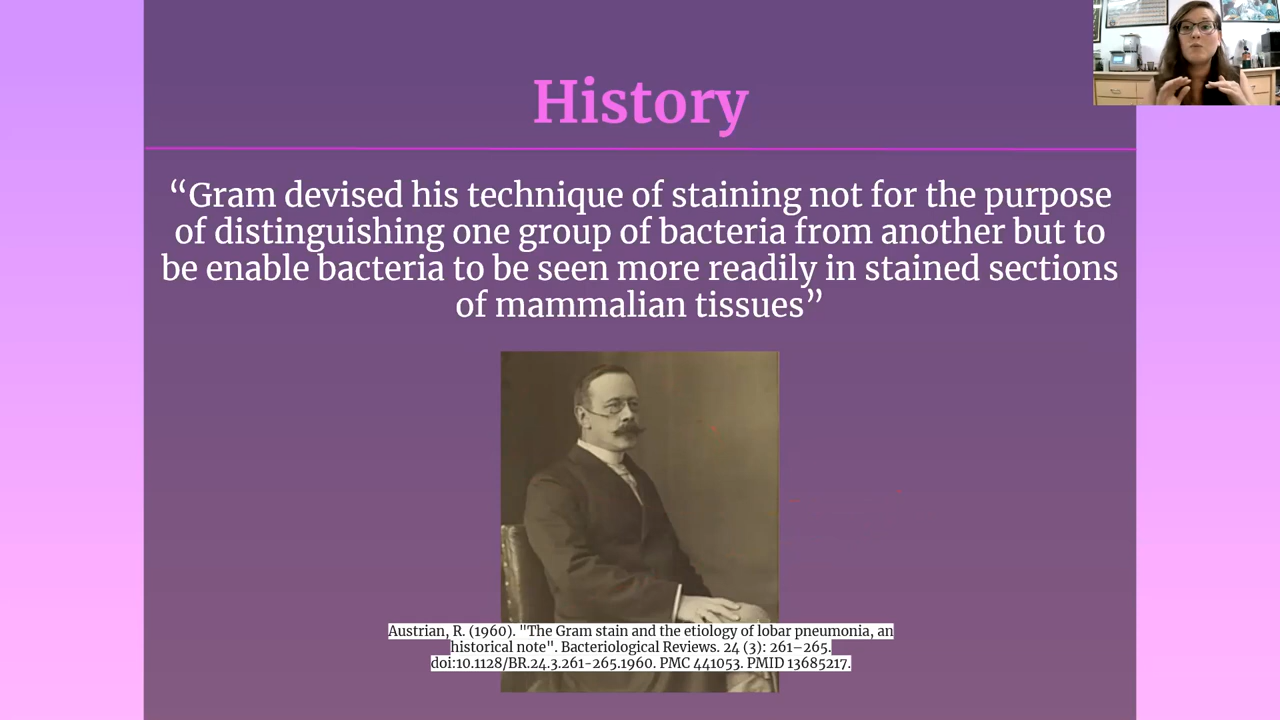 History
“Gram devised his technique of staining not for the purpose
of distinguishing one group of bacteria from another but to
be enable bacteria to be seen more readily in stained sections
of mammalian tissues”
Austrian, R. (1960). "The Gram stain and the etiology of lobar pneumonia, an
historical note". Bacteriological Reviews. 24 (3): 261–265.
doi:10.1128/BR.24.3.261-265.1960. PMC 441053. PMID 13685217.